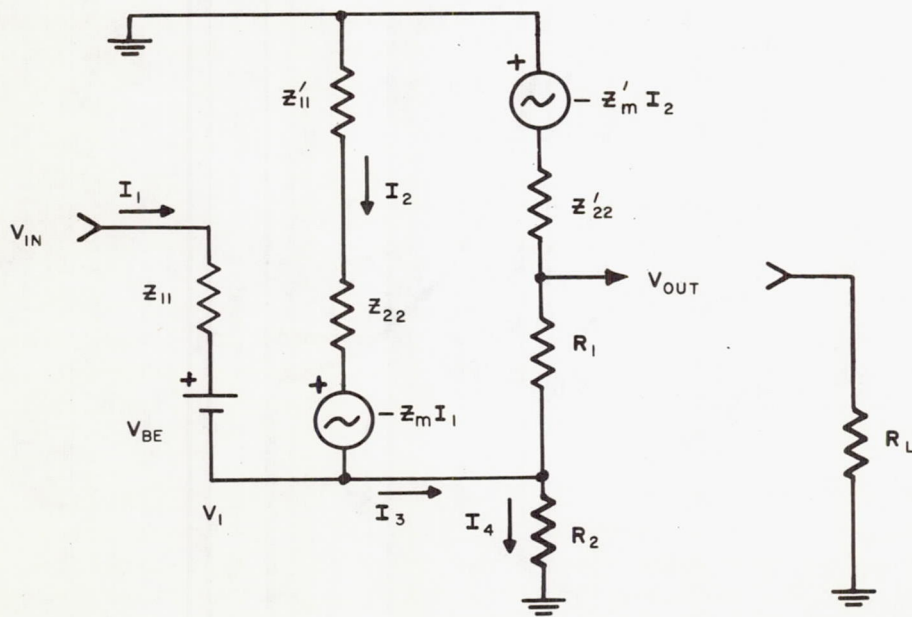 +
Z′11
− Z′m I2
I2
Z′22
I1
VIN
VOUT
Z11
Z22
R1
+
+
− Zm I1
VBE
RL
V1
I3
I4
R2